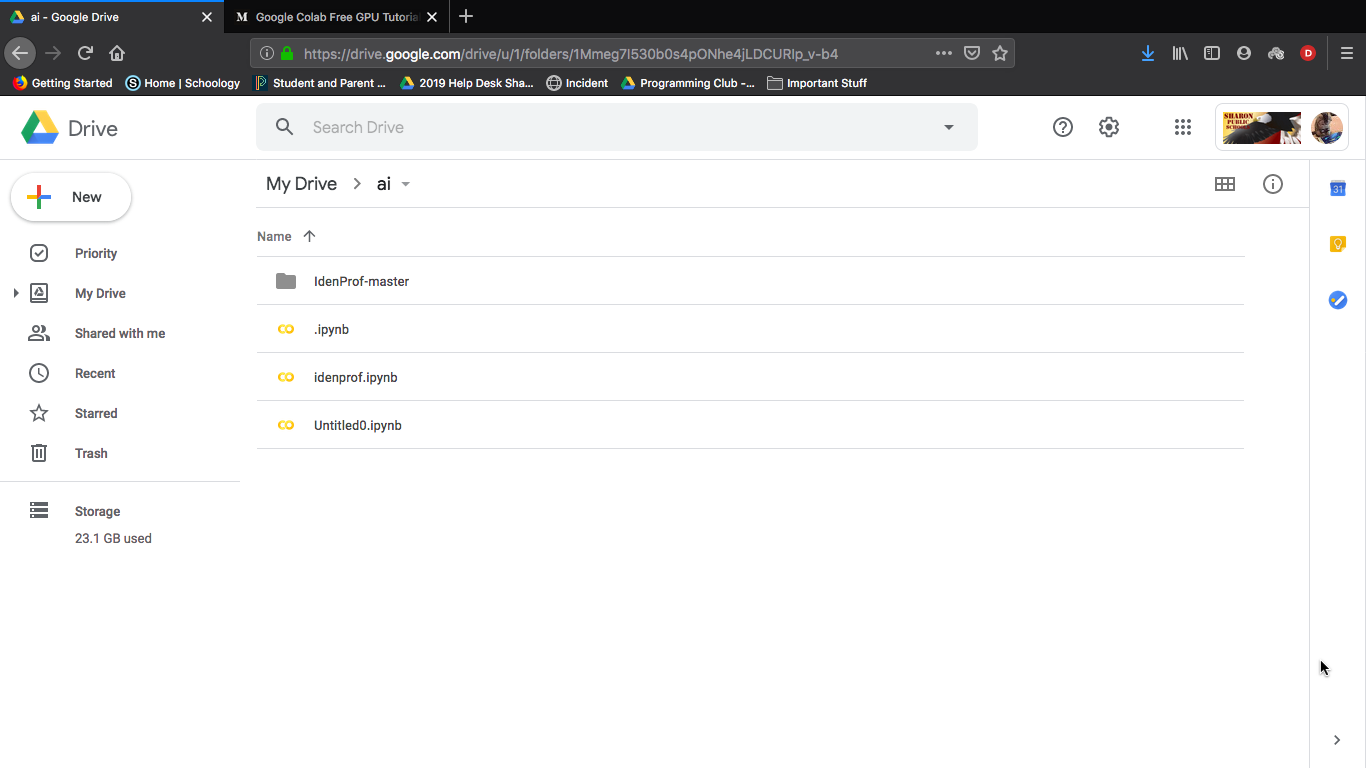 ai - Google Drive
M Google Colab Free GPU Tutoria
https://drive.google.com/drive/u/1/folders/1Mmeg7l530b0s4pONhe4jLDCURlp_v-b4
D
Getting Started
S Home | Schoology
P Student and Parent ...
2019 Help Desk Sha...
Incident
Programming Club -...
Important Stuff
Drive
Search Drive
SHARON
PUBLIC
SCHOOLS
New
My Drive > ai
31
Name
Priority
My Drive
Shared with me
Recent
Starred
Trash
Storage
23.1 GB used
IdenProf-master
.ipynb
idenprof.ipynb
Untitled0.ipynb